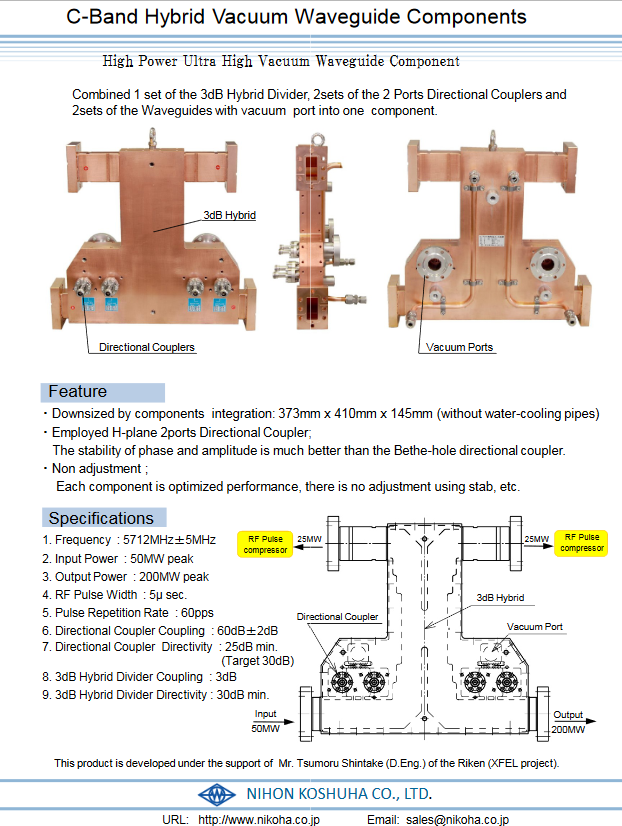 C-Band Hybrid Vacuum Waveguide Components
High Power Ultra High Vacuum Waveguide Component
Combined 1 set of the 3dB Hybrid Divider, 2sets of the 2 Ports Directional Couplers and
2sets of the Waveguides with vacuum port into one component.
3dB Hybrid
Directional Couplers
Vacuum Ports
Feature
・Downsized by components integration: 373mm x 410mm x 145mm (without water-cooling pipes)
・Employed H-plane 2ports Directional Coupler;
The stability of phase and amplitude is much better than the Bethe-hole directional coupler.
・Non adjustment ;
Each component is optimized performance, there is no adjustment using stab, etc.
Specifications
1. Frequency : 5712MHz±5MHz
2. Input Power : 50MW peak
3. Output Power : 200MW peak
4. RF Pulse Width : 5μ sec.
5. Pulse Repetition Rate : 60pps
6. Directional Coupler Coupling : 60dB±2dB
7. Directional Coupler Directivity : 25dB min.
(Target 30dB)
8. 3dB Hybrid Divider Coupling : 3dB
9. 3dB Hybrid Divider Directivity : 30dB min.
RF Pulse
compressor
25MW
25MW
RF Pulse
compressor
3dB Hybrid
Directional Coupler
Vacuum Port
Input
50MW
Output
200MW
This product is developed under the support of Mr. Tsumoru Shintake (D.Eng.) of the Riken (XFEL project).
NIHON KOSHUHA CO., LTD.
URL: http://www.nikoha.co.jp Email: sales@nikoha.co.jp